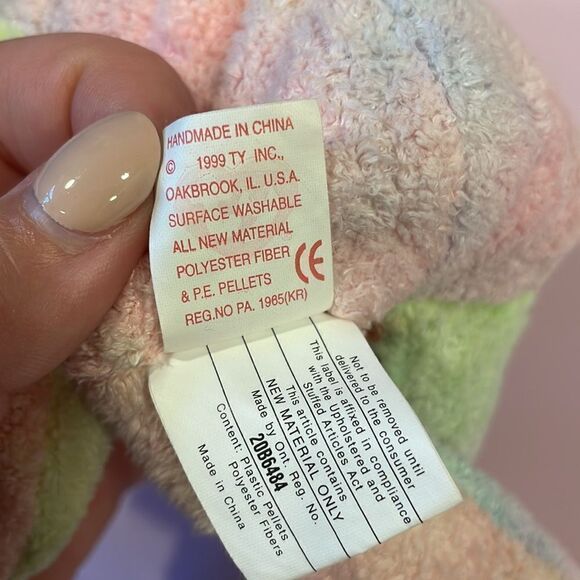 HANDMADE IN CHINA
© 1999 TY INC.,
OAKBROOK, IL. U.S.A.
SURFACE WASHABLE
ALL NEW MATERIAL
POLYESTER FIBER
& P.E. PELLETS CE
REG.NO PA. 1965(KR)
Not to be removed until
delivered to the consumer
This label is affixed in compliance
with the Upholstered and
Stuffed Articles Act
This article contains
NEW MATERIAL ONLY
Made by Ont. Reg. No.
20B6484
Content: Plastic Pellets
Polyester Fibers
Made in China